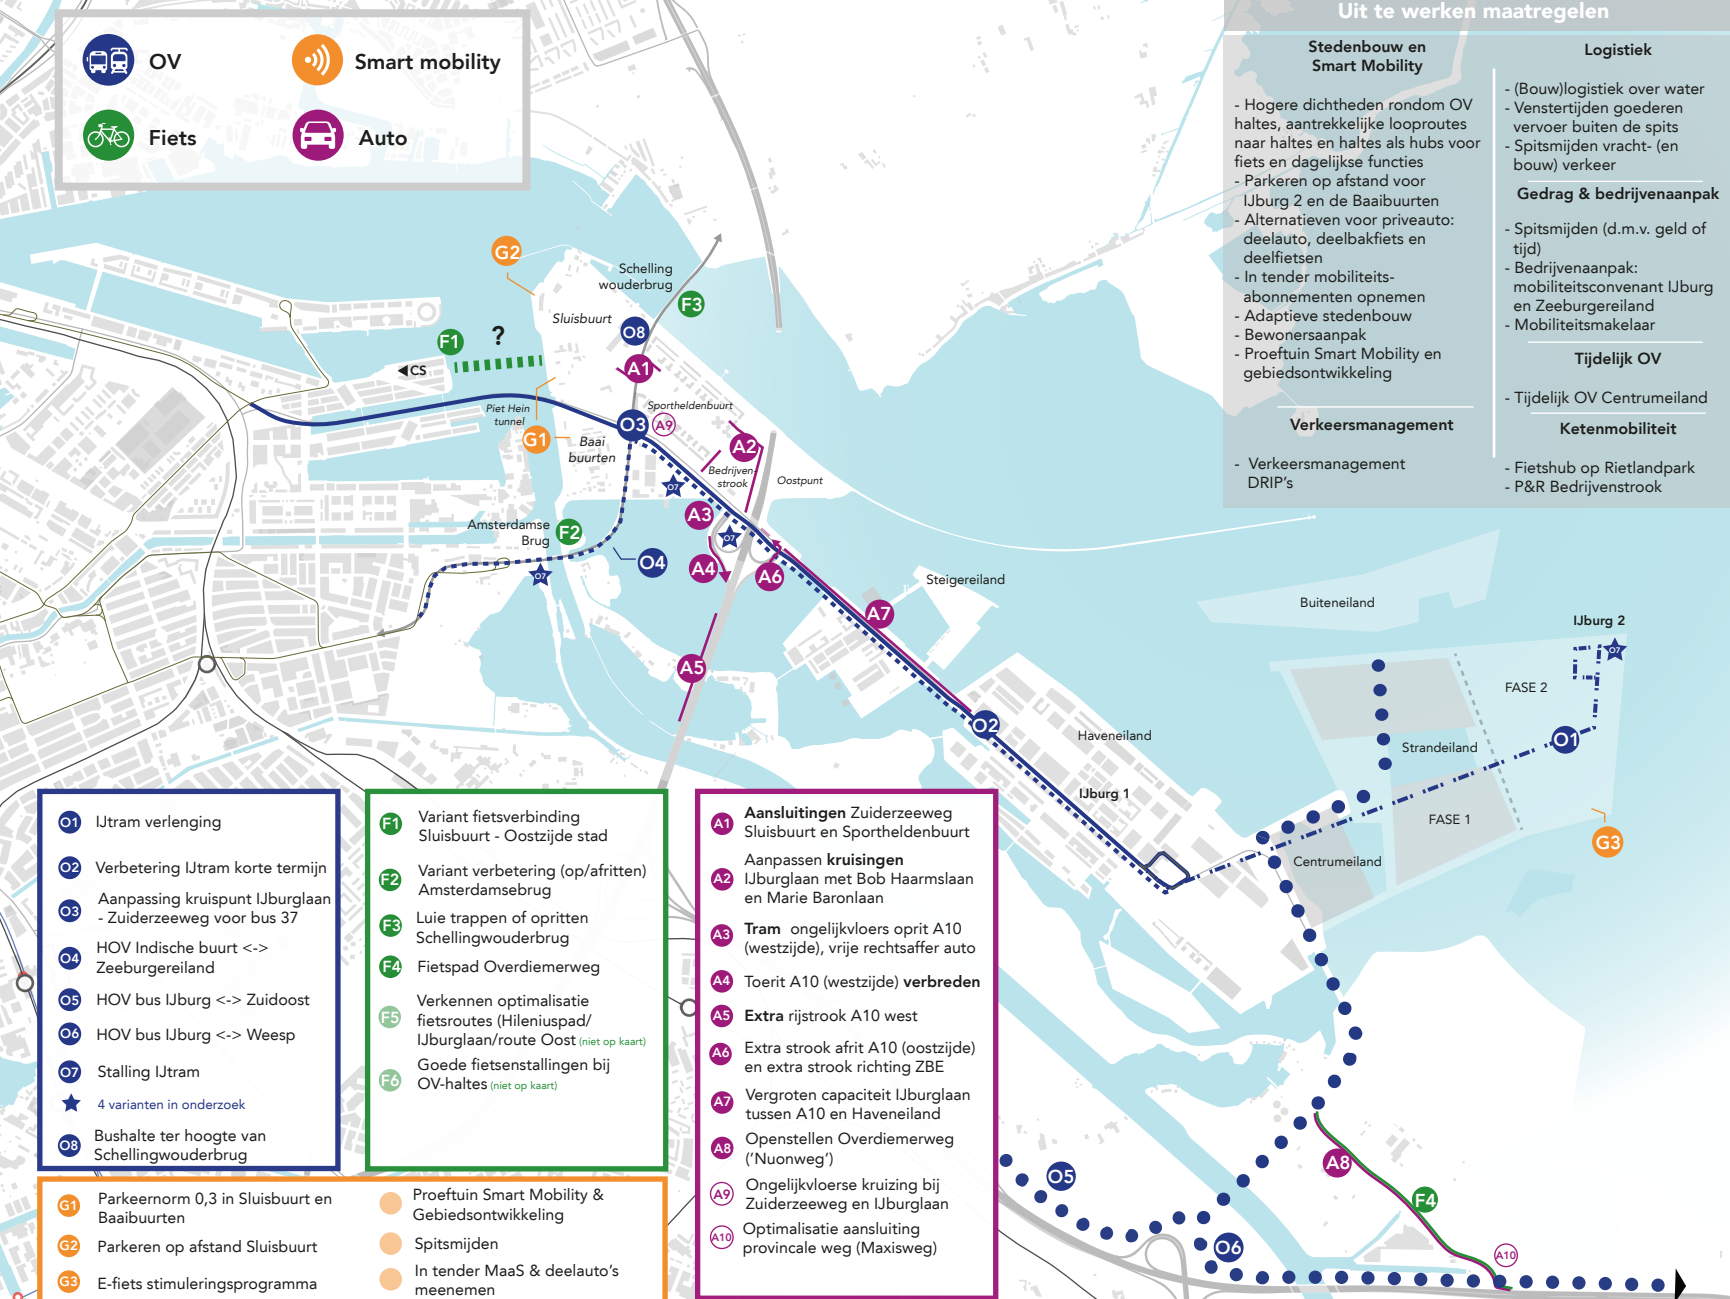 OV
Smart mobility
Fiets
Auto
Uit te werken maatregelen
Stedenbouw en
Smart Mobility
- Hogere dichtheden rondom OV
haltes, aantrekkelijke looproutes
naar haltes en haltes als hubs voor
fiets en dagelijkse functies
- Parkeren op afstand voor
IJburg 2 en de Baaibuurten
- Alternatieven voor priveauto:
deelauto, deelbakfiets en
deelfietsen
- In tender mobiliteits-
abonnementen opnemen
- Adaptieve stedenbouw
- Bewonersaanpak
- Proeftuin Smart Mobility en
gebiedsontwikkeling
Verkeersmanagement
- Verkeersmanagement
DRIP's
Logistiek
- (Bouw)logistiek over water
- Venstertijden goederen
vervoer buiten de spits
- Spitsmijden vracht- (en
bouw) verkeer
Gedrag & bedrijvenaanpak
- Spitsmijden (d.m.v. geld of
tijd)
- Bedrijvenaanpak:
mobiliteitsconvenant IJburg
en Zeeburgereiland
- Mobiliteitsmakelaar
Tijdelijk OV
- Tijdelijk OV Centrumeiland
Ketenmobiliteit
- Fietshub op Rietlandpark
- P&R Bedrijvenstrook
G2
Schelling
wouderbrug
F3
Sluisbuurt
O8
F1
?
CS
A1
Piet Hein
tunnel
Sportheldenbuurt
O3
A9
G1
Baai
buurten
A2
Bedrijven-
strook
Oostpunt
O7
A3
Amsterdamse
Brug
F2
O7
O4
A4
A6
O7
Steigereiland
A7
Buiteneiland
IJburg 2
O7
A5
FASE 2
O2
Haveneiland
Strandeiland
O1
IJburg 1
FASE 1
Centrumeiland
G3
O1 IJtram verlenging
O2 Verbetering IJtram korte termijn
O3 Aanpassing kruispunt IJburglaan
- Zuiderzeeweg voor bus 37
O4 HOV Indische buurt <->
Zeeburgereiland
O5 HOV bus IJburg <-> Zuidoost
O6 HOV bus IJburg <-> Weesp
O7 Stalling IJtram
4 varianten in onderzoek
O8 Bushalte ter hoogte van
Schellingwouderbrug
F1 Variant fietsverbinding
Sluisbuurt - Oostzijde stad
F2 Variant verbetering (op/afritten)
Amsterdamsebrug
F3 Luie trappen of opritten
Schellingwouderbrug
F4 Fietspad Overdiemerweg
F5 Verkennen optimalisatie
fietsroutes (Hileniuspad/
IJburglaan/route Oost (niet op kaart)
F6 Goede fietsenstallingen bij
OV-haltes (niet op kaart)
A1 Aansluitingen Zuiderzeeweg
Sluisbuurt en Sportheldenbuurt
A2 Aanpassen kruisingen
IJburglaan met Bob Haarmslaan
en Marie Baronlaan
A3 Tram ongelijkvloers oprit A10
(westzijde), vrije rechtsaffer auto
A4 Toerit A10 (westzijde) verbreden
A5 Extra rijstrook A10 west
A6 Extra strook afrit A10 (oostzijde)
en extra strook richting ZBE
A7 Vergroten capaciteit IJburglaan
tussen A10 en Haveneiland
A8 Openstellen Overdiemerweg
('Nuonweg')
A9 Ongelijkvloerse kruizing bij
Zuiderzeeweg en IJburglaan
A10 Optimalisatie aansluiting
provincale weg (Maxisweg)
G1 Parkeernorm 0,3 in Sluisbuurt en
Baaibuurten
G2 Parkeren op afstand Sluisbuurt
G3 E-fiets stimuleringsprogramma
Proeftuin Smart Mobility &
Gebiedsontwikkeling
Spitsmijden
In tender MaaS & deelauto's
meenemen
O5
A8
F4
O6
A10